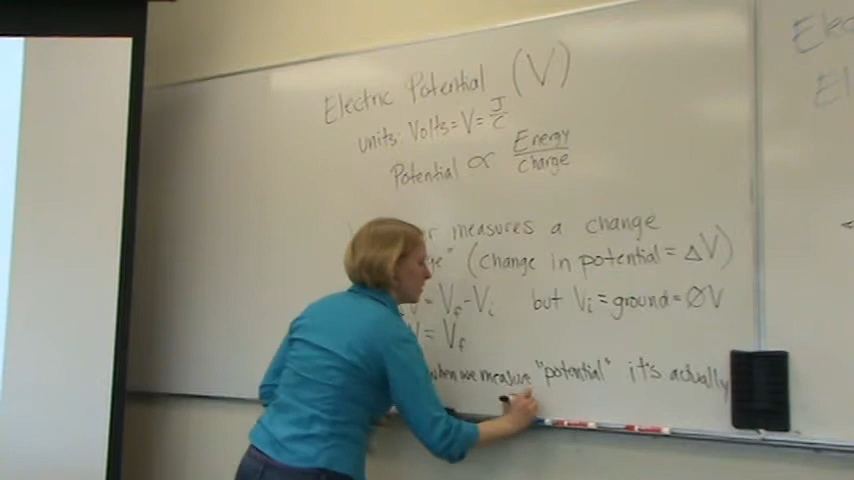 Electric Potential (V)
units: Volts = V = J/C
Potential ∝ Energy/Charge
measures a change
(change in potential = ΔV)
= Vf - Vi but Vi = ground = ØV
= Vf
when we measure "potential" it's actually